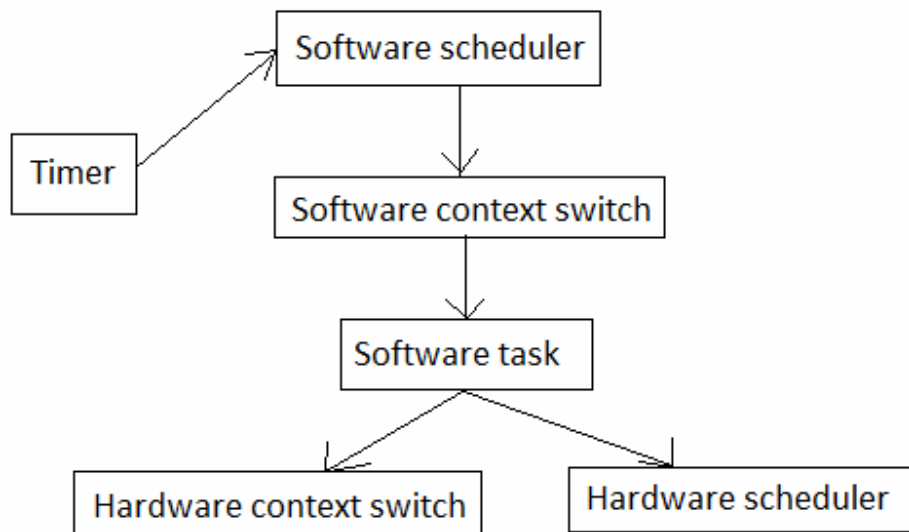 Software scheduler
Timer
Software context switch
Software task
Hardware context switch
Hardware scheduler